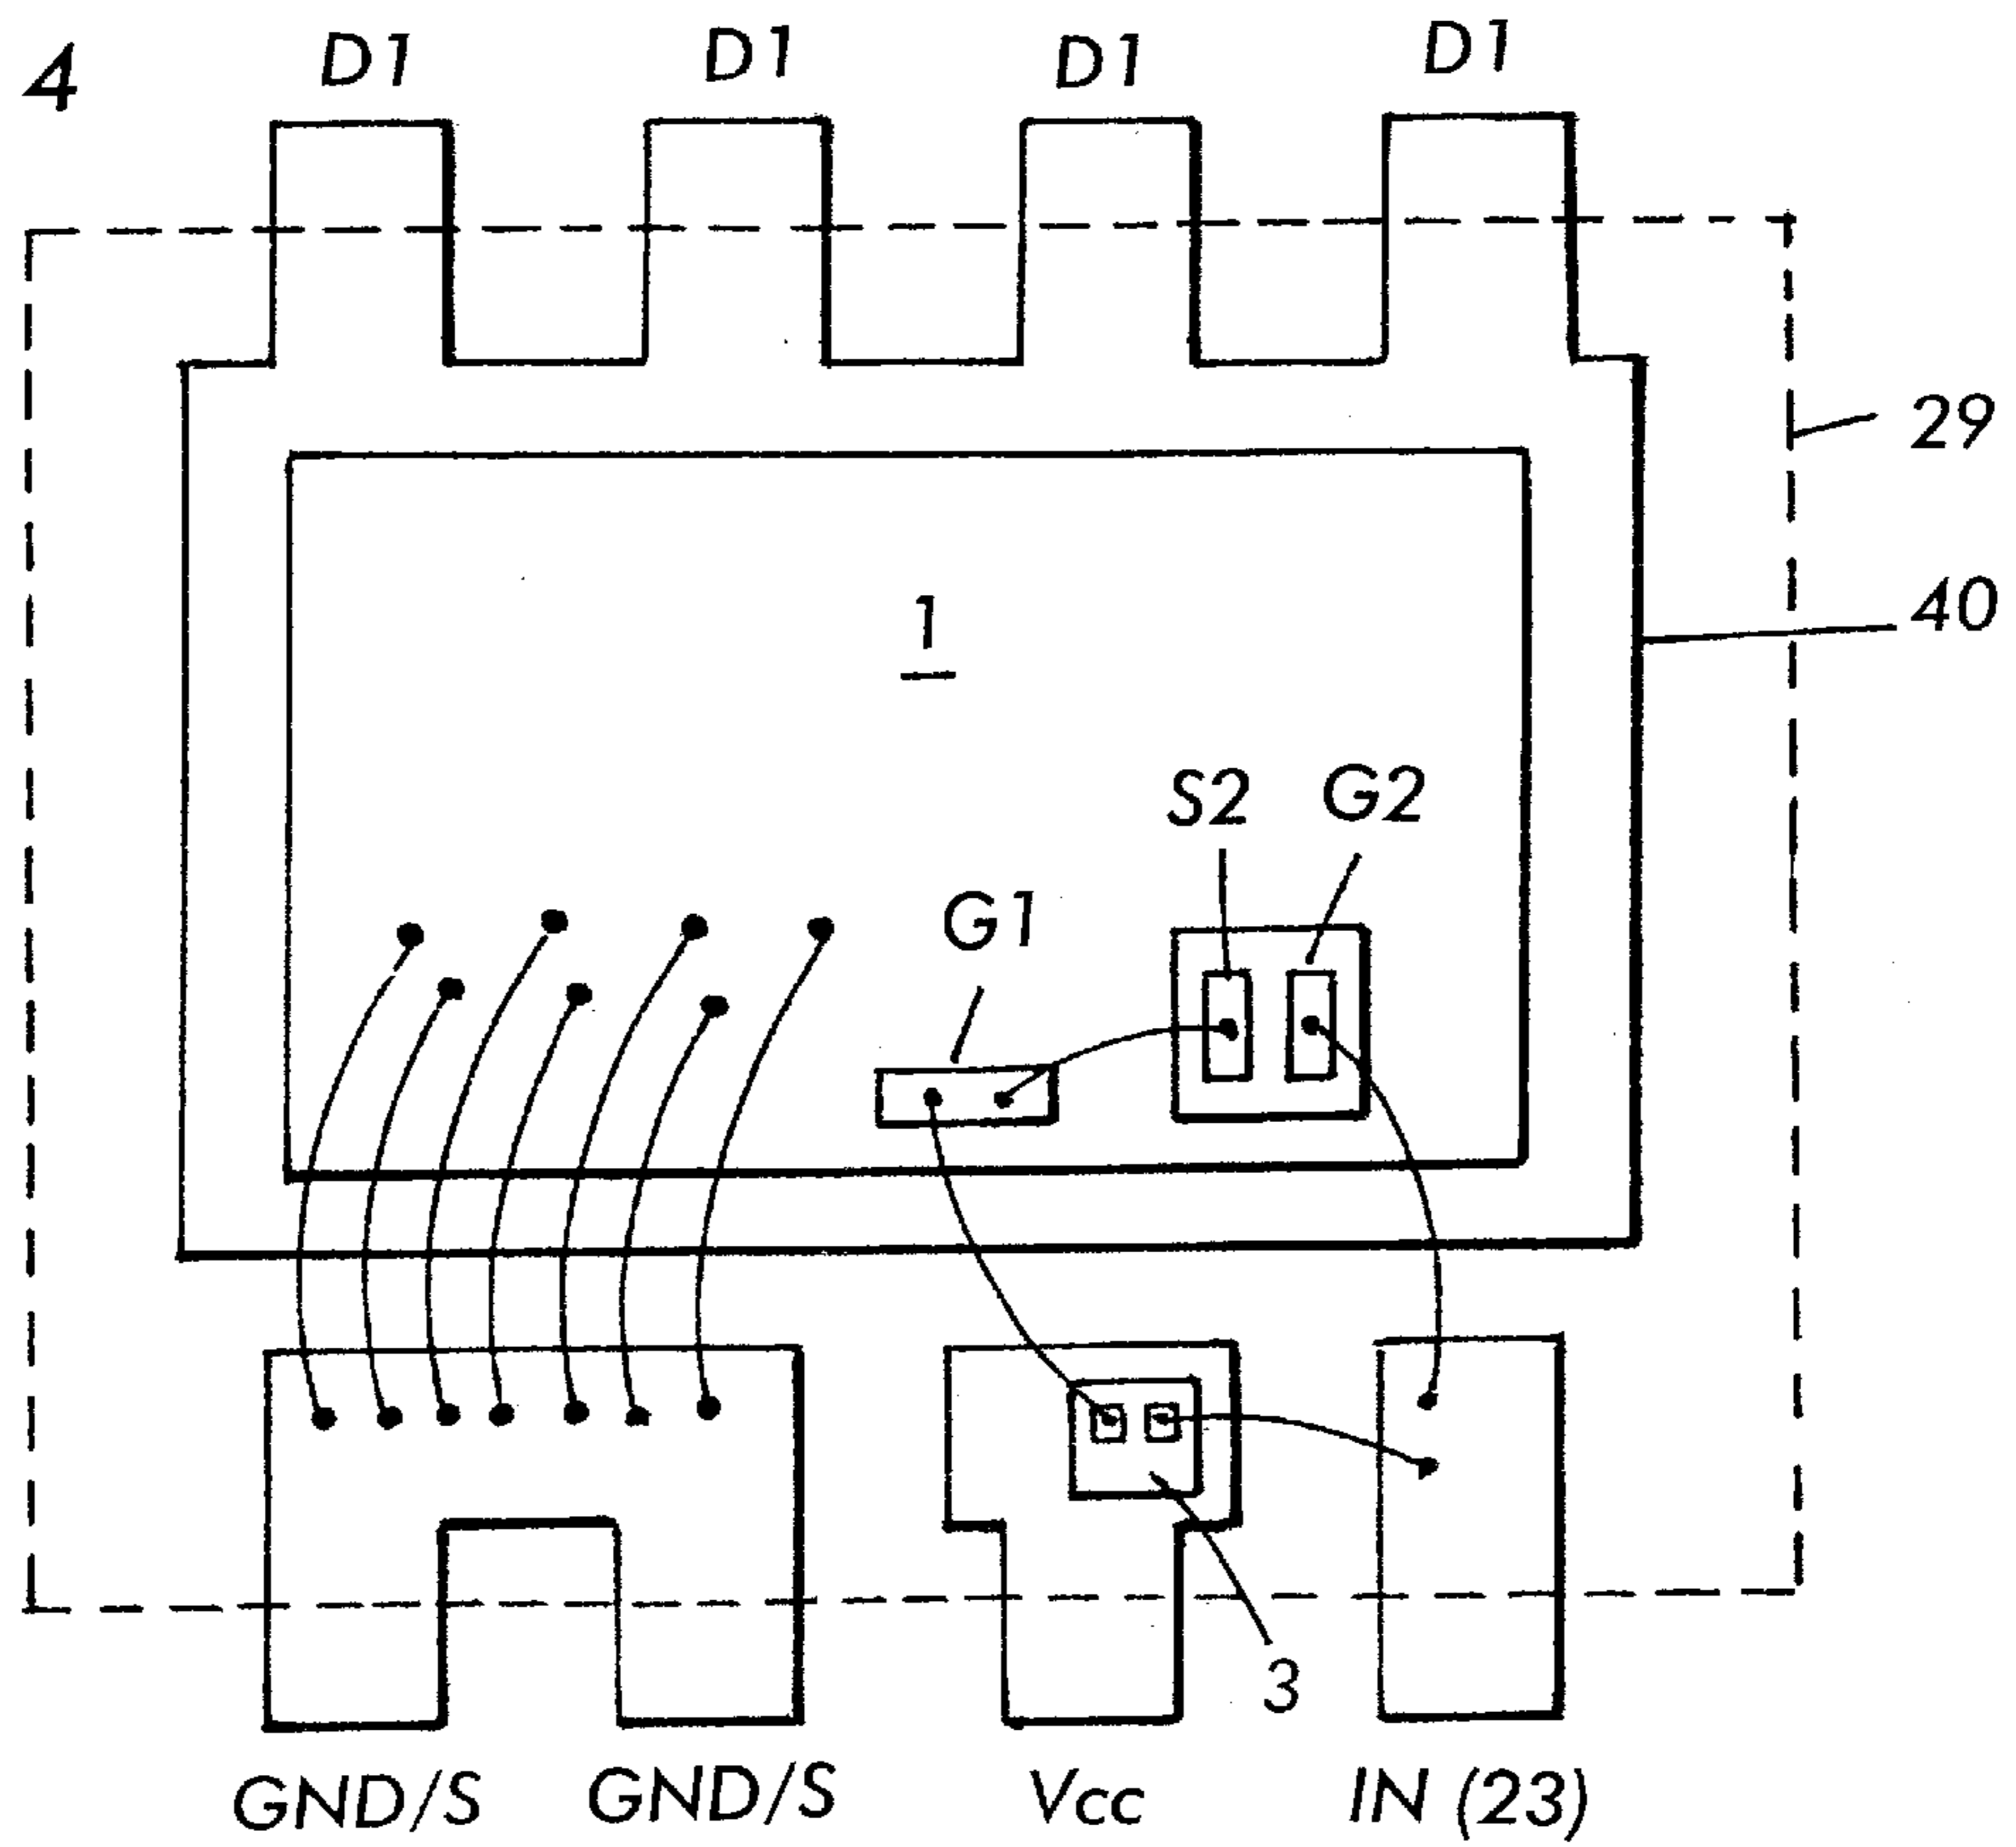 4 D1 D1 D1 D1
29
40
1
S2 G2
G1
3
GND/S GND/S Vcc IN (23)